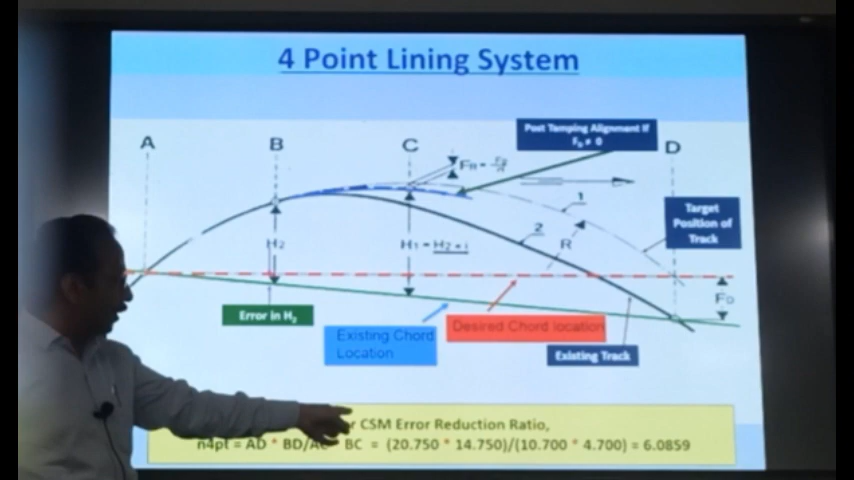 4 Point Lining System
A B C D
Post Tamping Alignment If
F₀ ≠ 0
1
Target
Position of
Track
2
R
H₂
H₁ =
Error in H₂
Existing Chord
Location
Desired Chord location
Existing Track
CSM Error Reduction Ratio,
n4pt = AD * BD/ BC = (20.750 * 14.750)/(10.700 * 4.700) = 6.0859